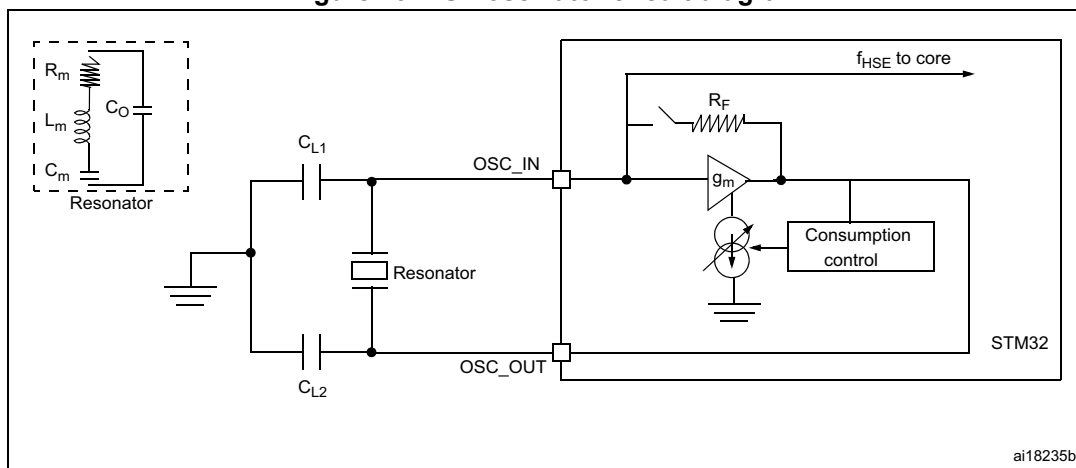 f_HSE to core
R_m
C_O
L_m
C_m
Resonator
R_F
C_L1
OSC_IN
g_m
Consumption
control
Resonator
STM32
OSC_OUT
C_L2
ai18235b